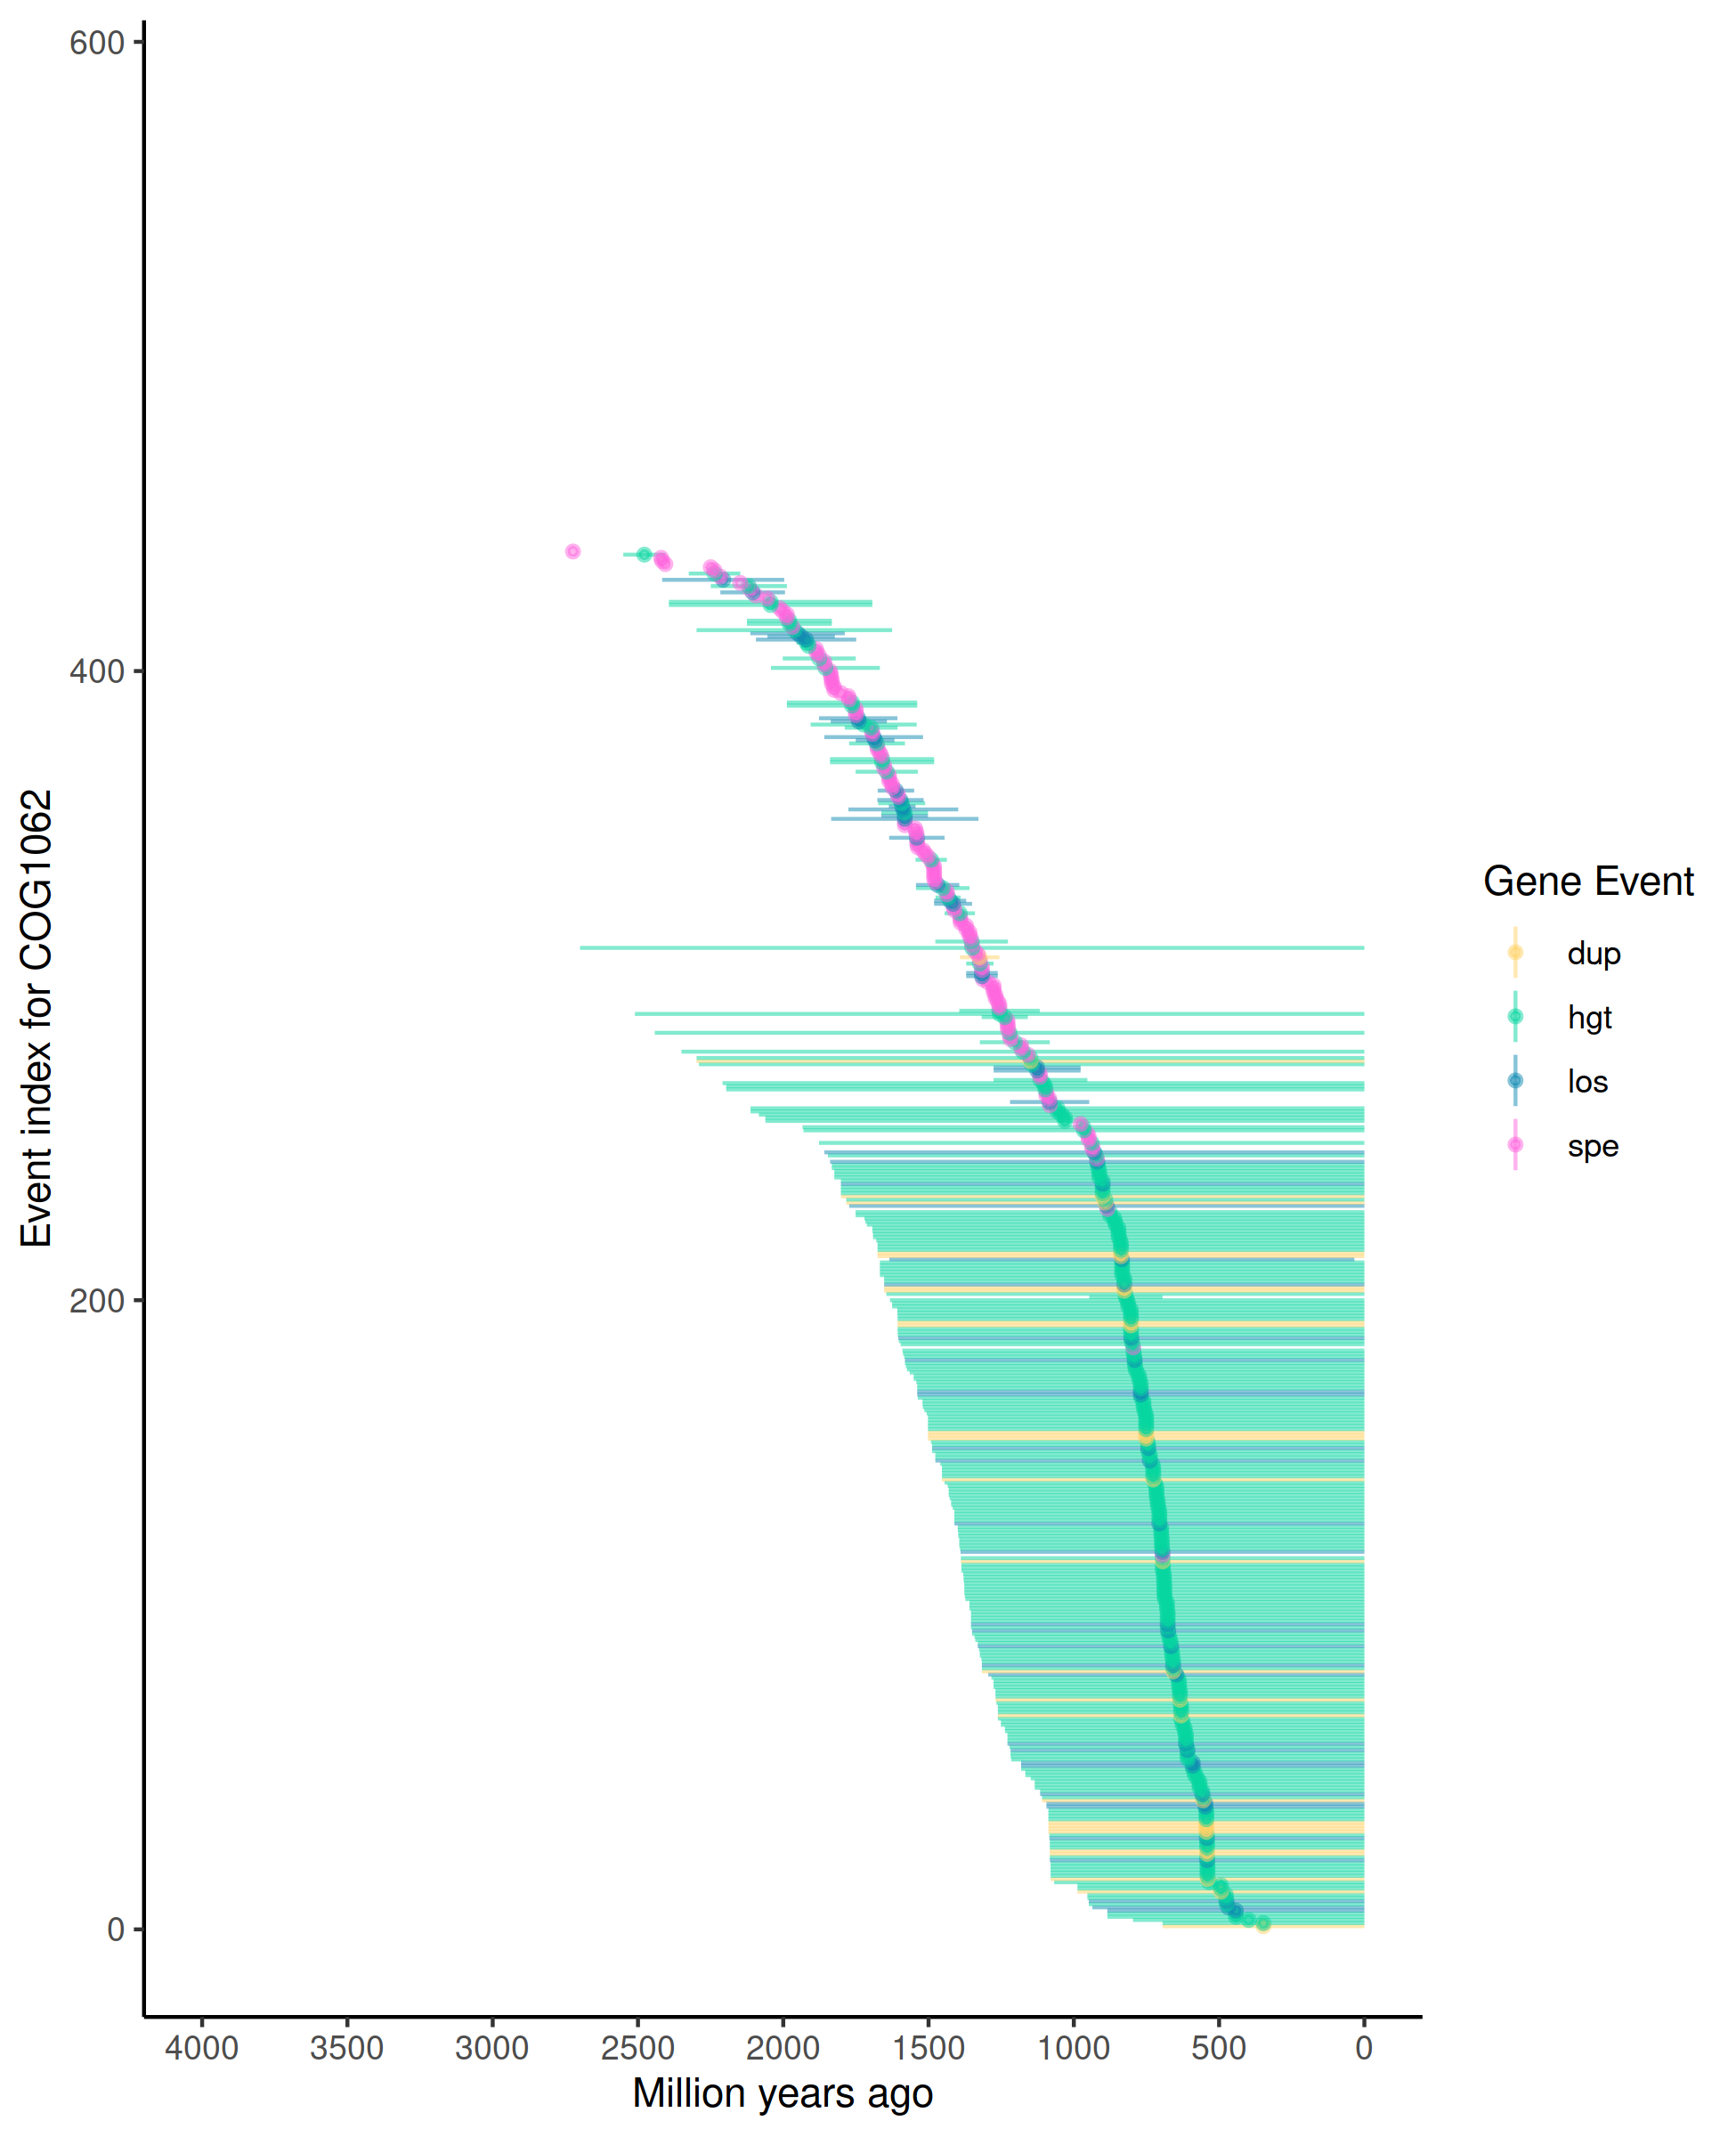 600
400
200
0
Event index for COG1062
4000 3500 3000 2500 2000 1500 1000 500 0
Million years ago
Gene Event
dup
hgt
los
spe